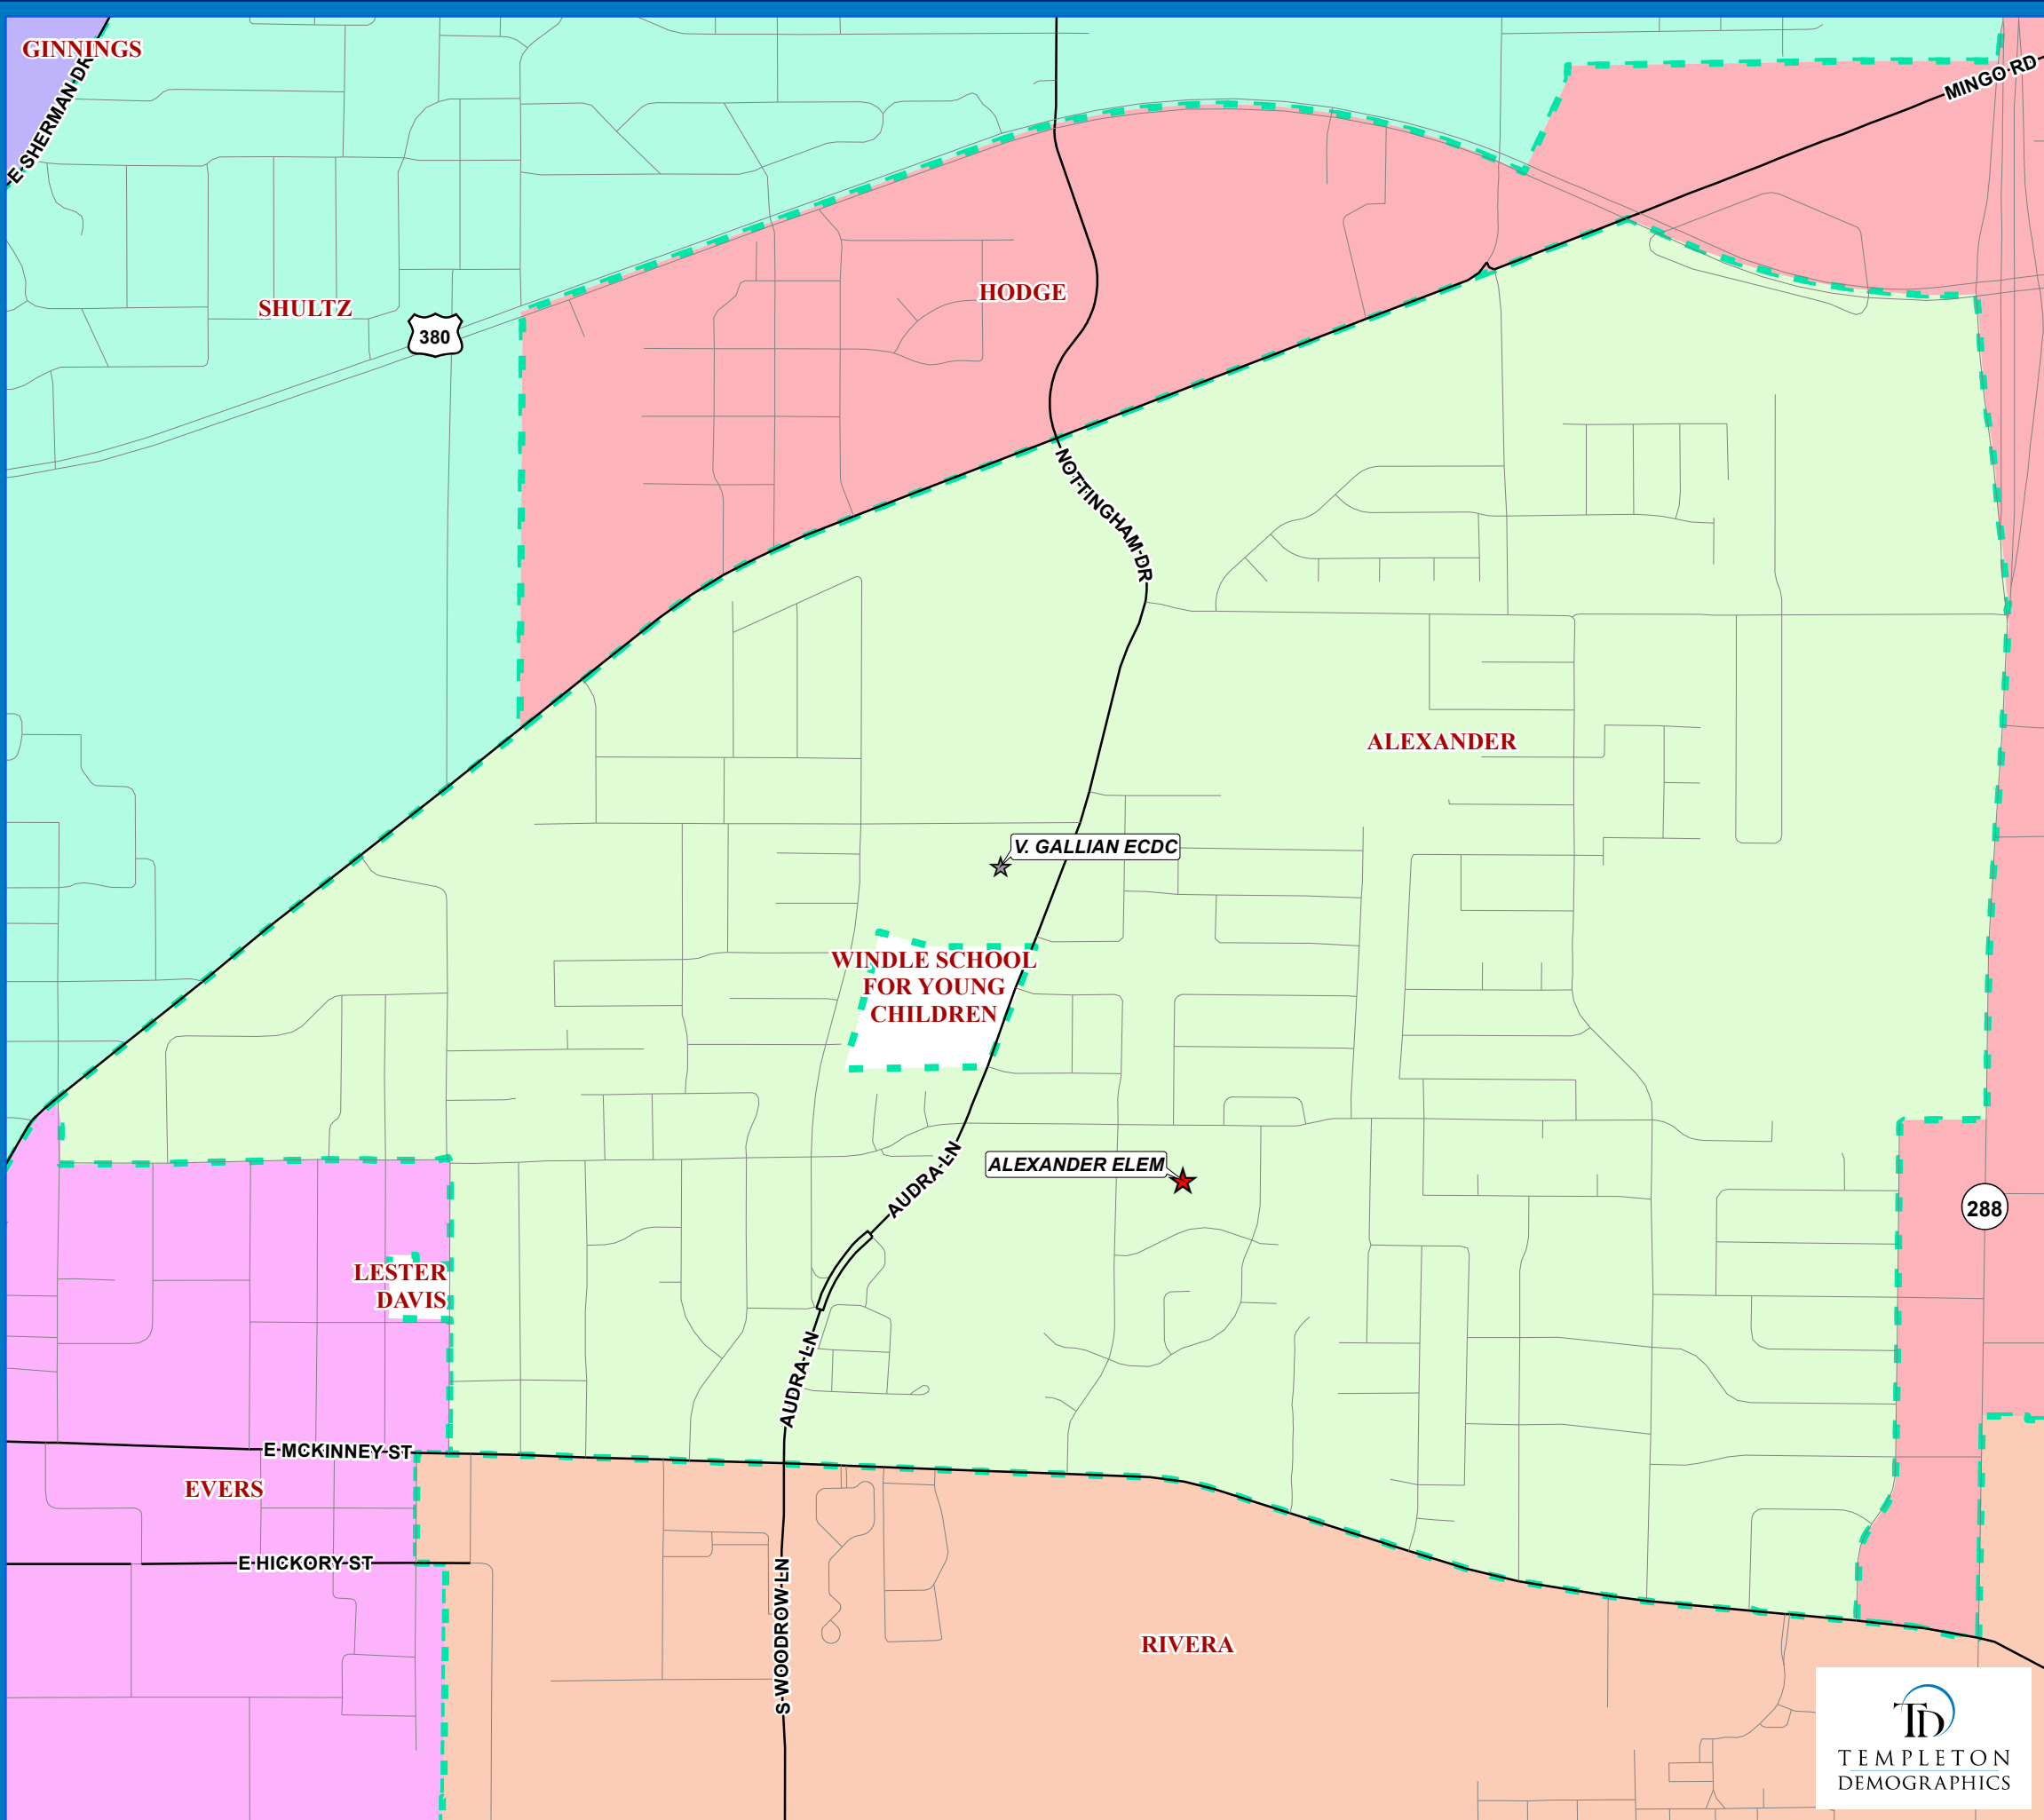 GINNINGS
E SHERMAN DR
MINGO RD
SHULTZ
HODGE
380
NOTTINGHAM DR
ALEXANDER
V. GALLIAN ECDC
WINDLE SCHOOL
FOR YOUNG
CHILDREN
ALEXANDER ELEM
AUDRA LN
288
LESTER
DAVIS
AUDRA LN
E MCKINNEY ST
EVERS
E HICKORY ST
S WOODROW LN
RIVERA
TD
TEMPLETON
DEMOGRAPHICS